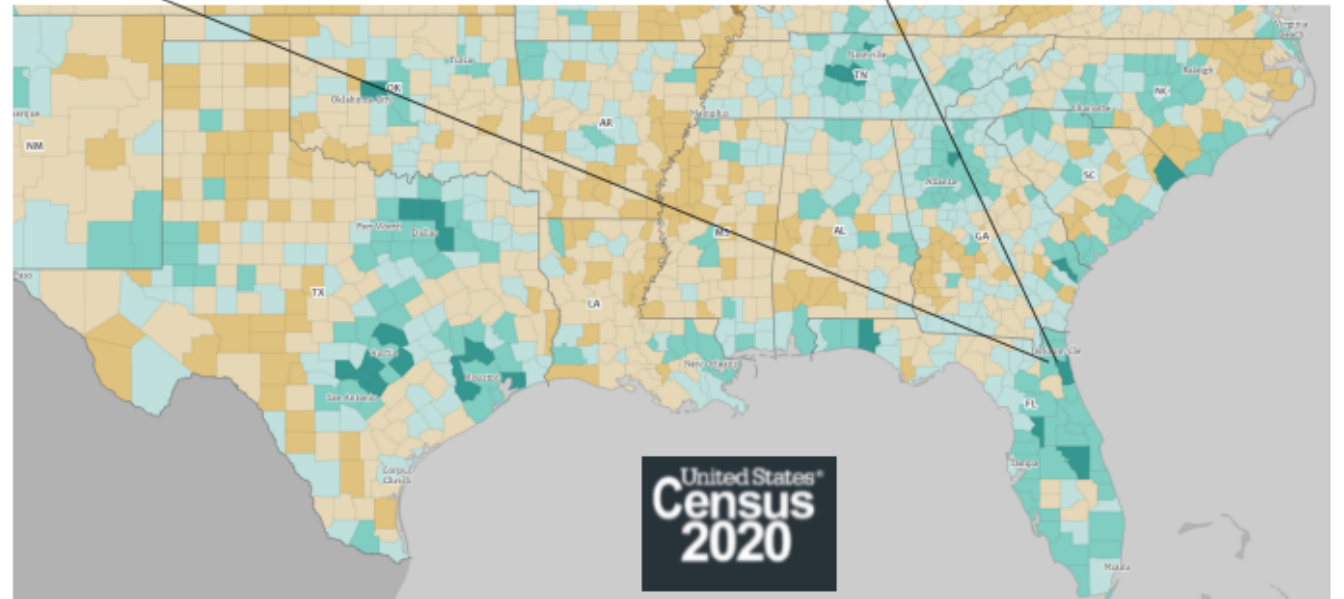 Virginia
Beach
Nashville
Tulsa
TN
OK
Raleigh
NC
Oklahoma City
Charlotte
Memphis
AR
NM
SC
Atlanta
Fort Worth
Dallas
MS
AL
GA
TX
LA
Austin
Jacksonville
New Orleans
Houston
San Antonio
FL
Tampa
Corpus
Christi
United States®
Census
2020
Miami